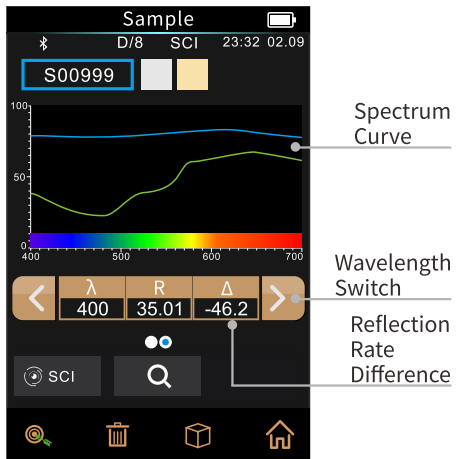 Sample
D/8 SCI 23:32 02.09
S00999
100
50
0
400 500 600 700
Spectrum
Curve
Wavelength
Switch
λ R Δ
400 35.01 -46.2
Reflection
Rate
Difference
SCI